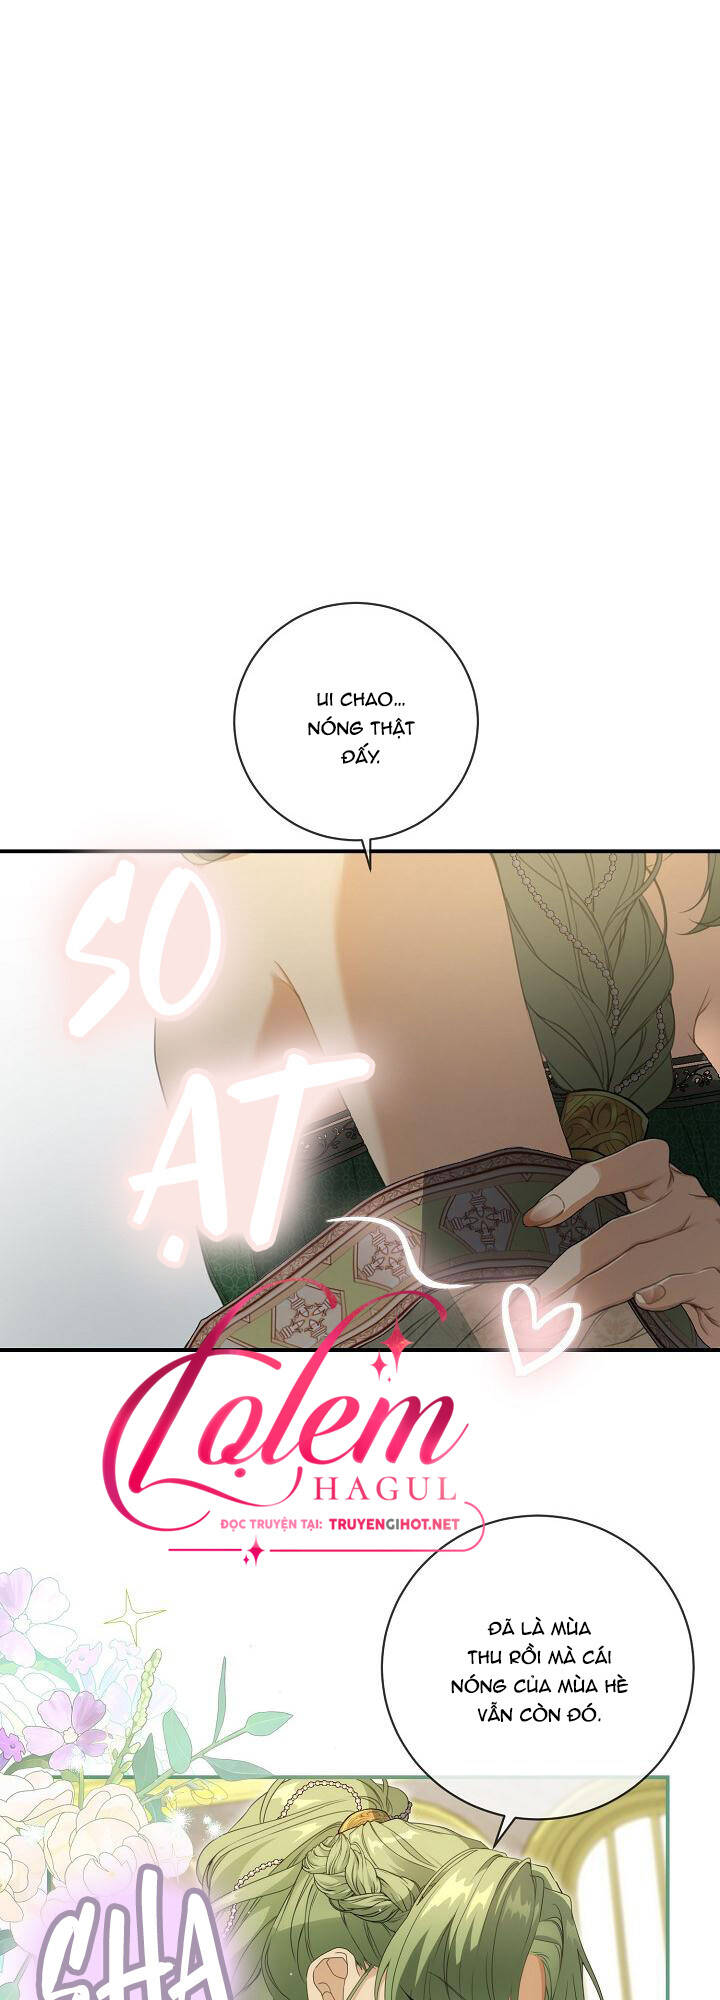 UI CHAO...
NÓNG THẬT
ĐẤY.
SO
ẠT
Lọlem
HAGUL
ĐỌC TRUYỆN TẠI: TRUYENGIHOT.NET
ĐÃ LÀ MÙA
THU RỒI MÀ CÁI
NÓNG CỦA MÙA HÈ
VẪN CÒN ĐÓ.
SHA